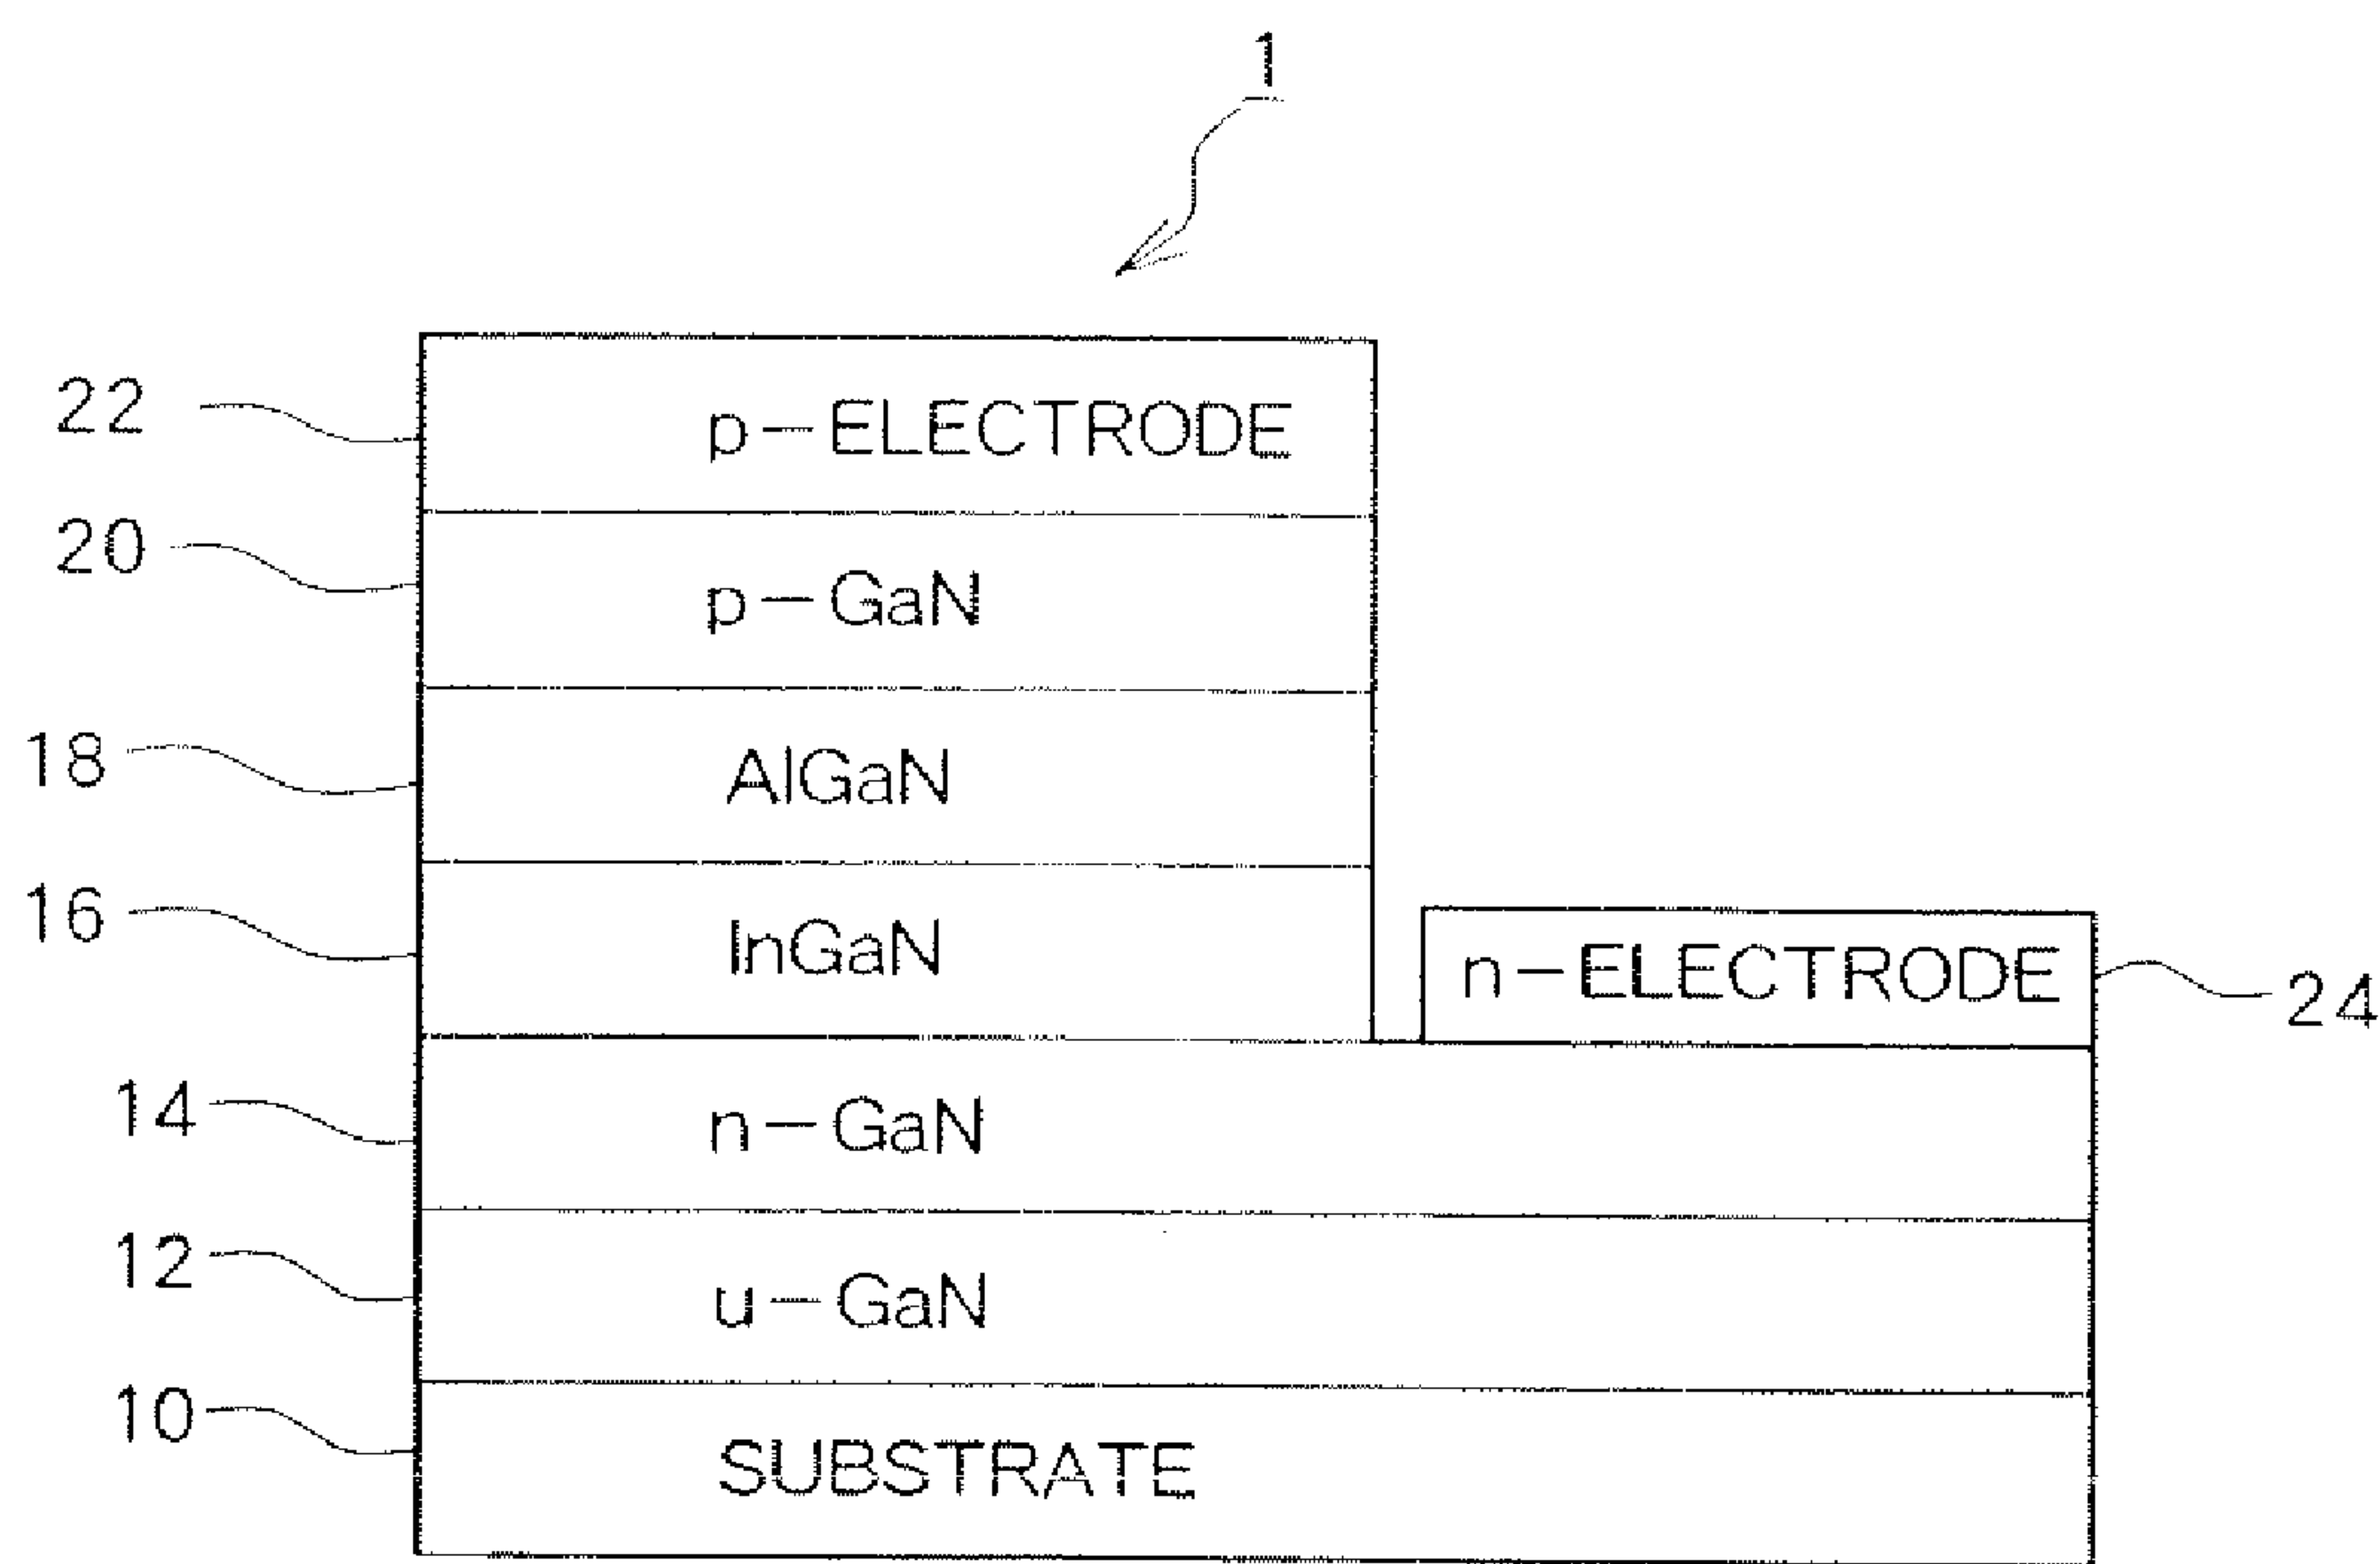 1
22 p-ELECTRODE
20 p-GaN
18 AlGaN
16 InGaN
n-ELECTRODE 24
14 n-GaN
12 u-GaN
10 SUBSTRATE